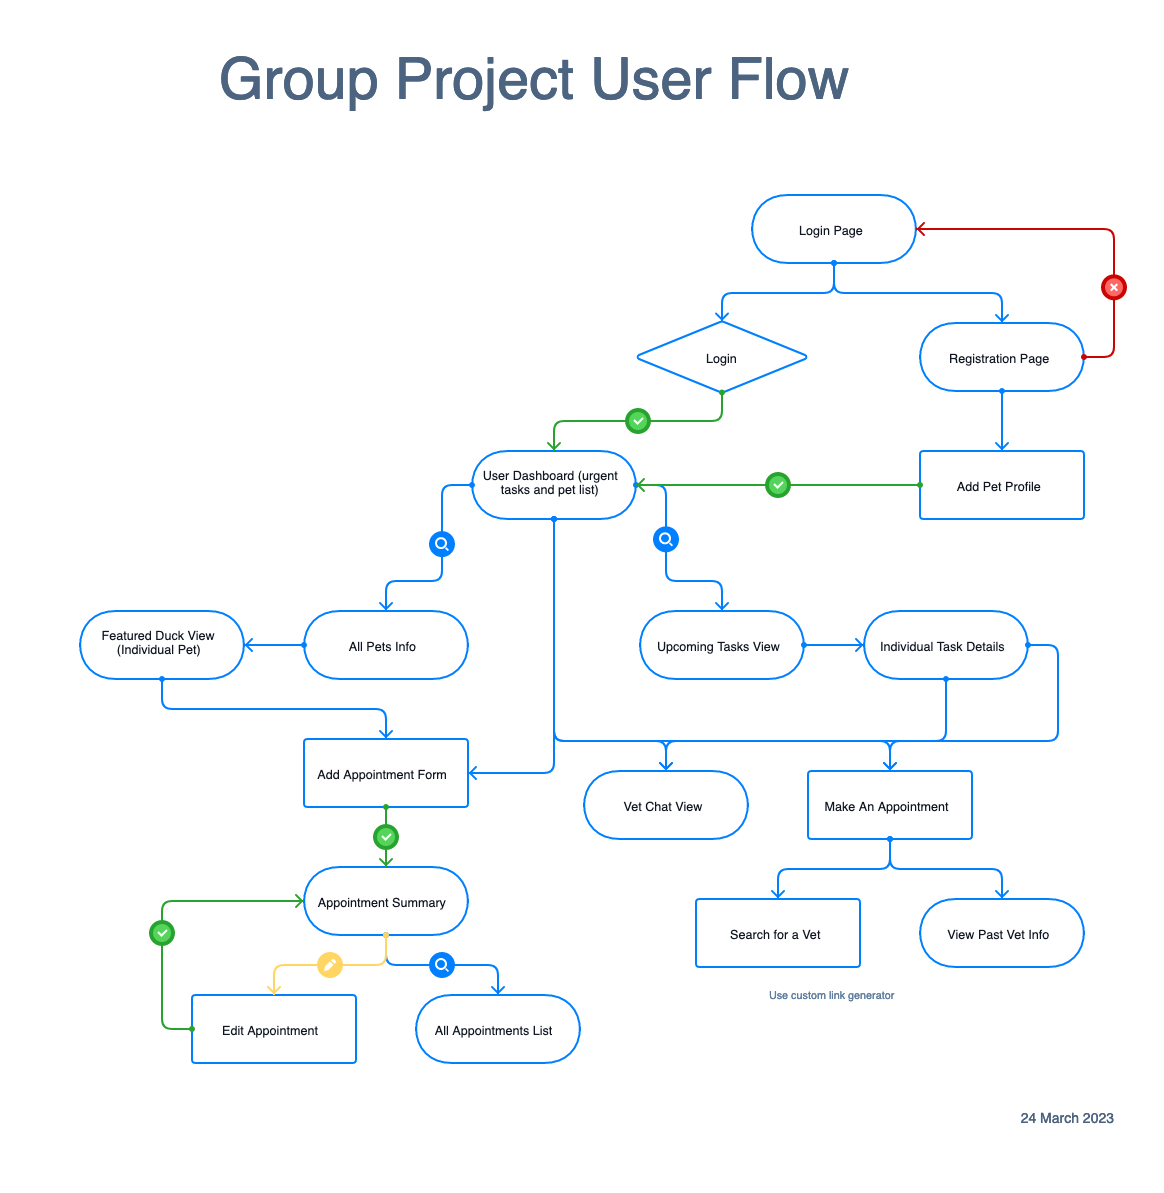 Group Project User Flow
Login Page
Login
Registration Page
User Dashboard (urgent
tasks and pet list)
Add Pet Profile
Featured Duck View
(Individual Pet)
All Pets Info
Upcoming Tasks View
Individual Task Details
Add Appointment Form
Vet Chat View
Make An Appointment
Appointment Summary
Search for a Vet
View Past Vet Info
Use custom link generator
Edit Appointment
All Appointments List
24 March 2023